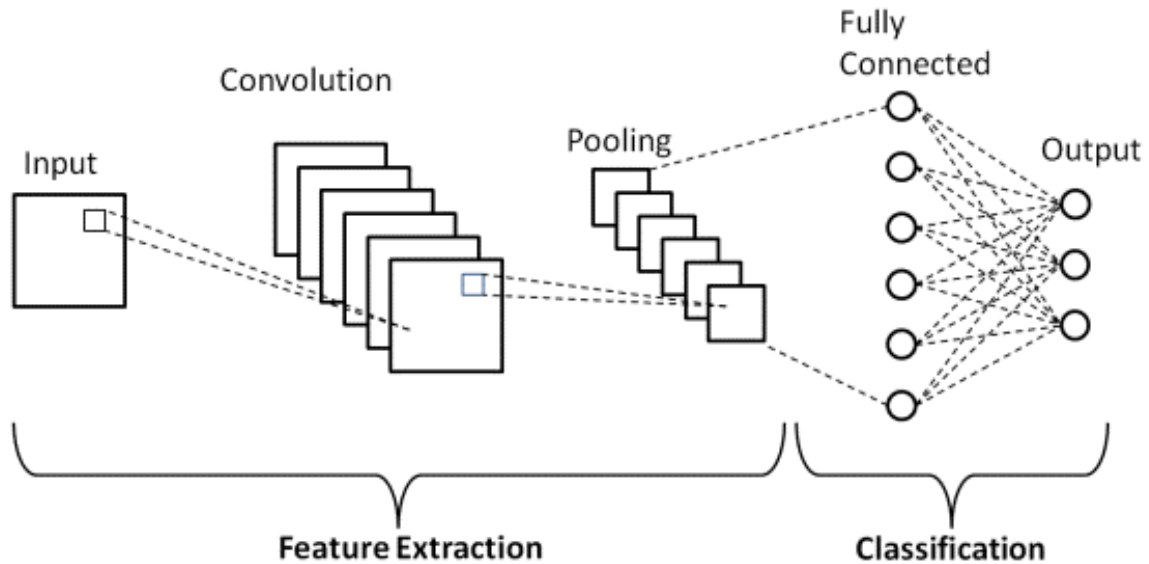 Fully
Connected
Convolution
Pooling
Input
Output
Feature Extraction
Classification